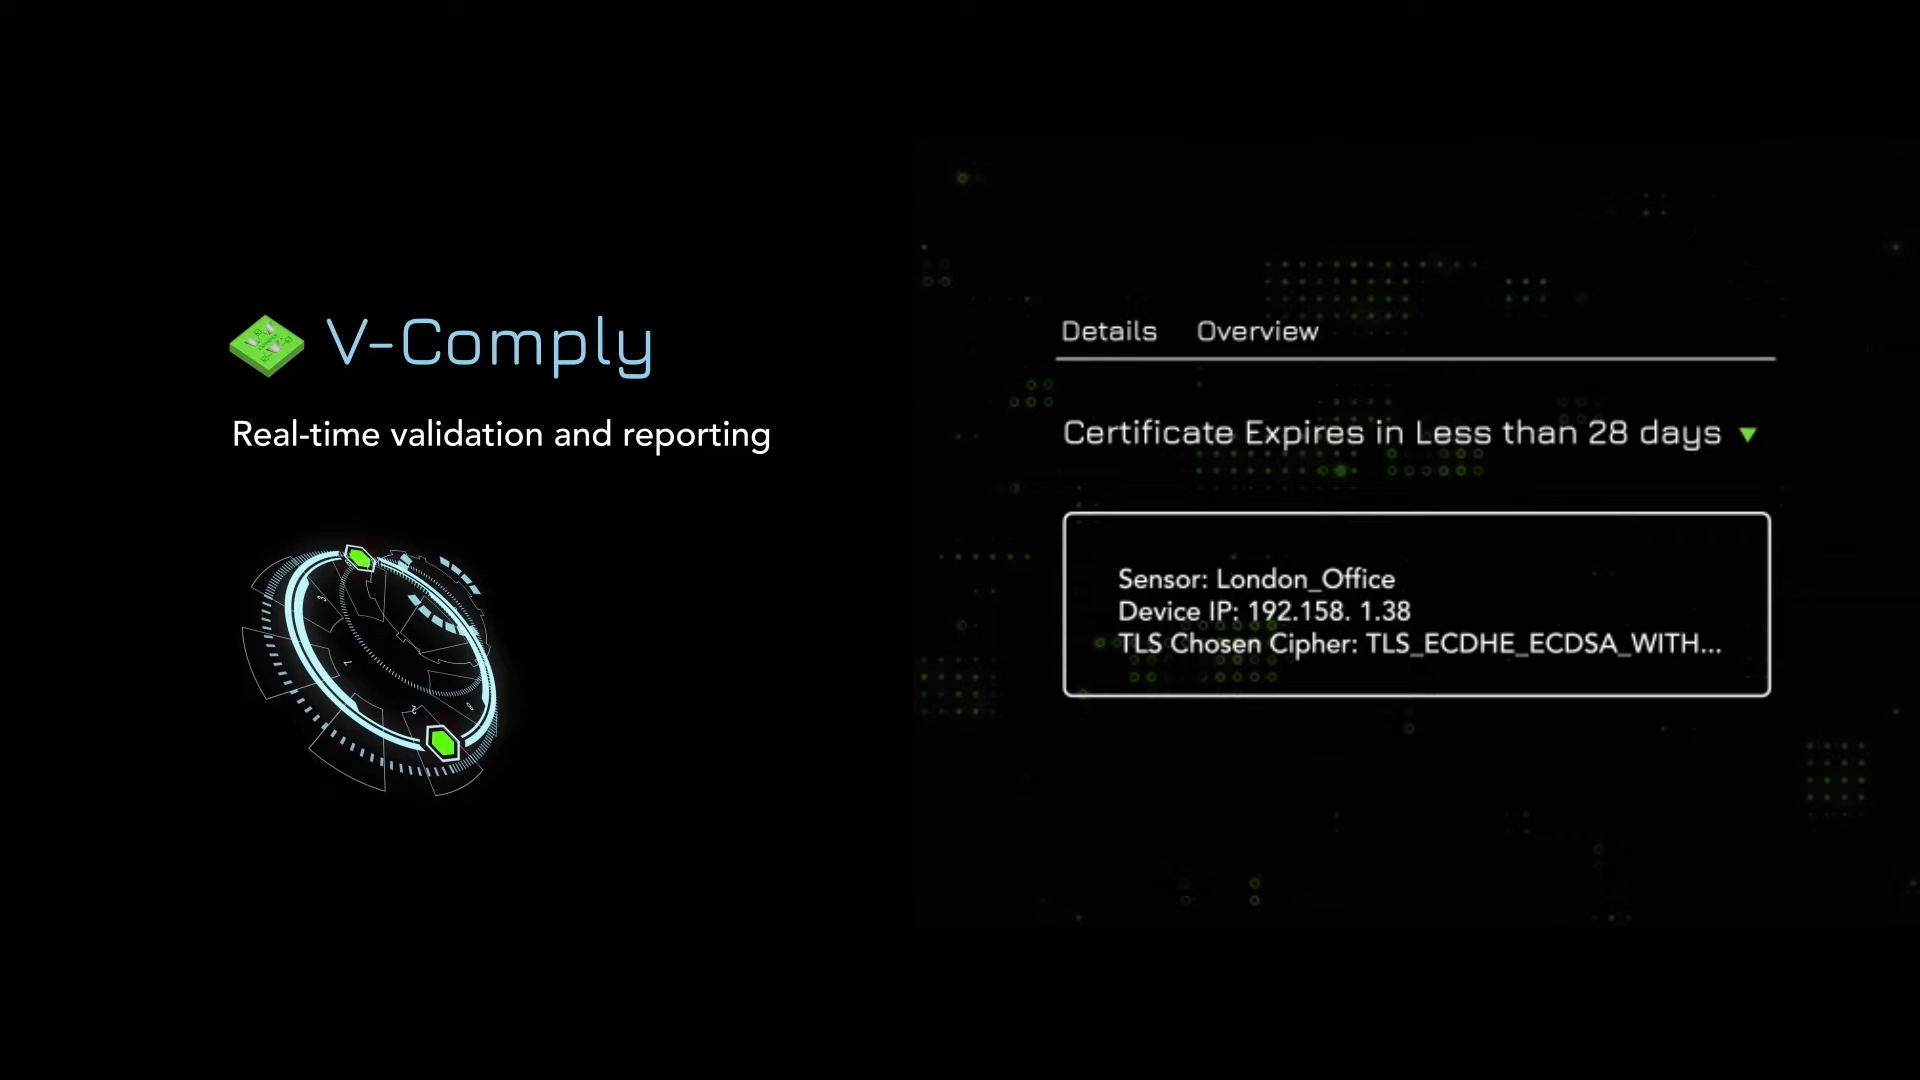 V-Comply
Real-time validation and reporting
Details Overview
Certificate Expires in Less than 28 days
Sensor: London_Office
Device IP: 192.158. 1.38
TLS Chosen Cipher: TLS_ECDHE_ECDSA_WITH...